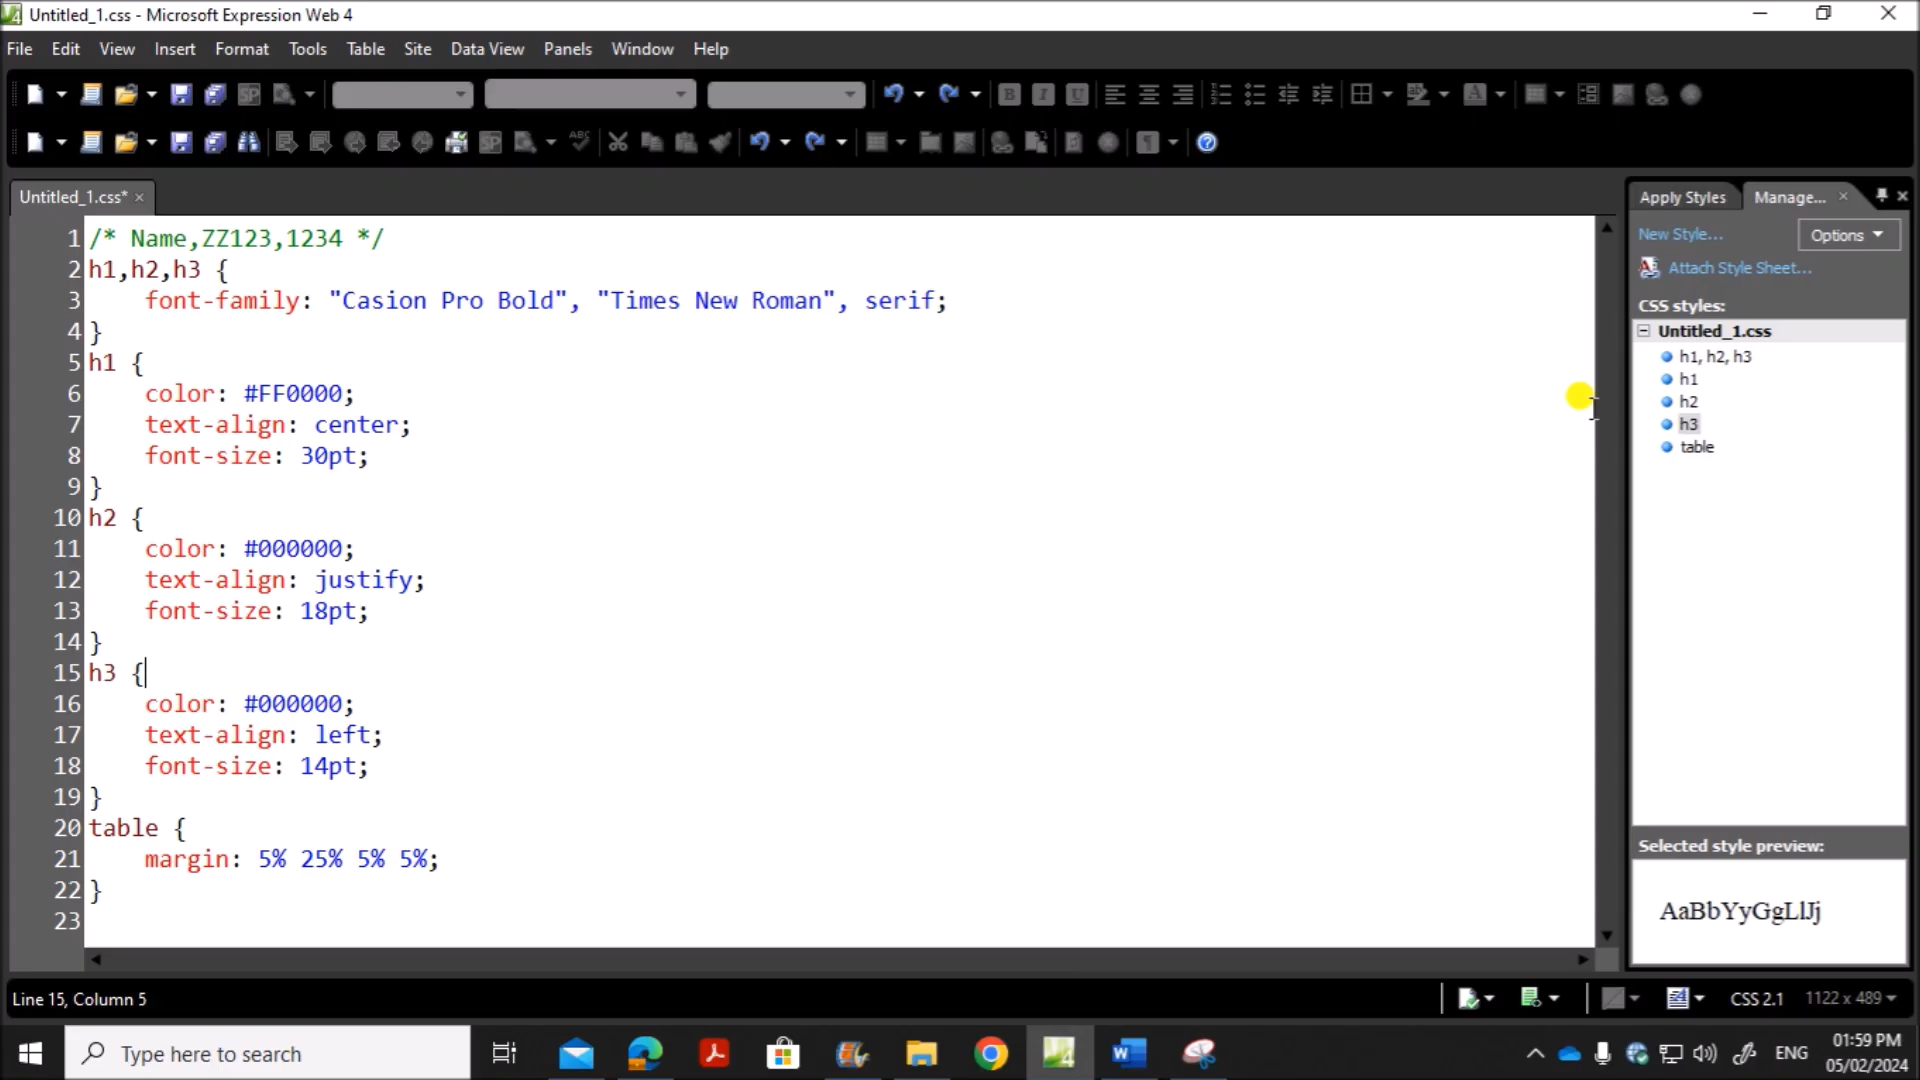 Untitled_1.css - Microsoft Expression Web 4
File Edit View Insert Format Tools Table Site Data View Panels Window Help
Untitled_1.css*
Apply Styles Manage...
1 /* Name,ZZ123,1234 */
2 h1,h2,h3 {
3 font-family: "Casion Pro Bold", "Times New Roman", serif;
4 }
5 h1 {
6 color: #FF0000;
7 text-align: center;
8 font-size: 30pt;
9 }
10 h2 {
11 color: #000000;
12 text-align: justify;
13 font-size: 18pt;
14 }
15 h3 {
16 color: #000000;
17 text-align: left;
18 font-size: 14pt;
19 }
20 table {
21 margin: 5% 25% 5% 5%;
22 }
23
New Style... Options
Attach Style Sheet...
CSS styles:
Untitled_1.css
h1, h2, h3
h1
h2
h3
table
Selected style preview:
AaBbYyGgLlJj
Line 15, Column 5
CSS 2.1 1122 x 489
Type here to search
ENG
01:59 PM
05/02/2024